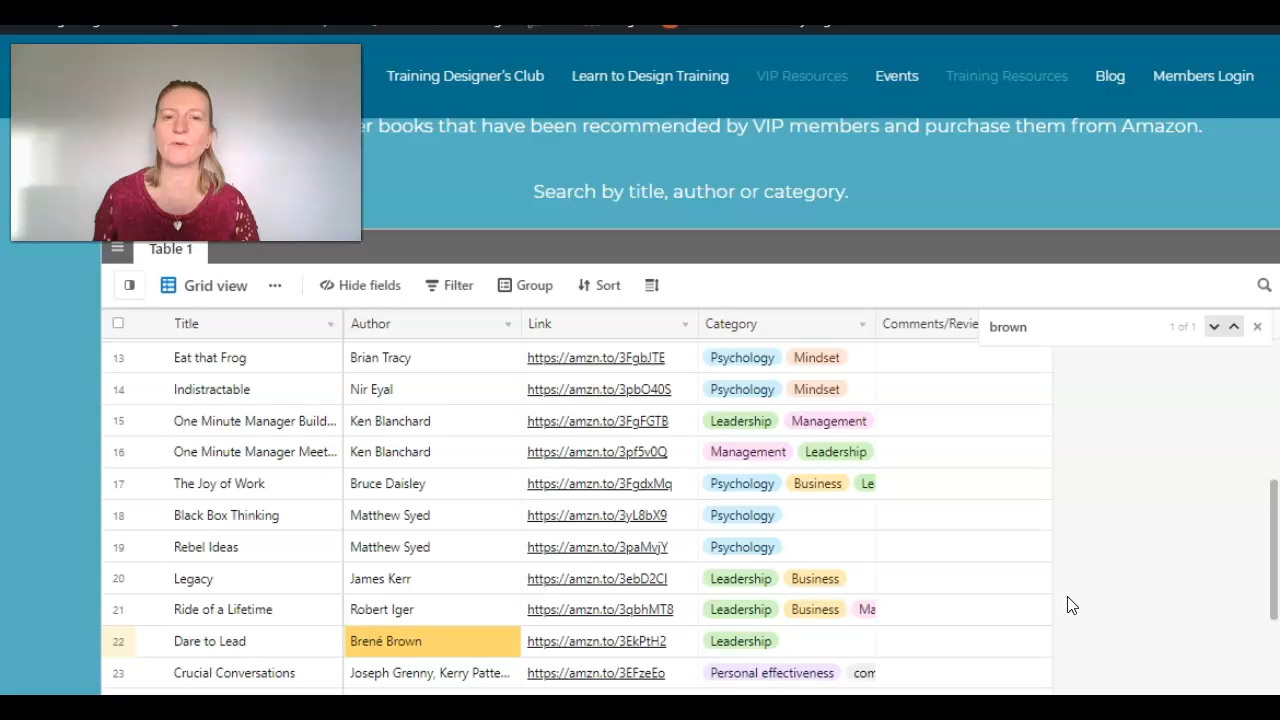 Training Designer's Club Learn to Design Training VIP Resources Events Training Resources Blog Members Login
books that have been recommended by VIP members and purchase them from Amazon.
Search by title, author or category.
Table 1
Grid view ... Hide fields Filter Group Sort
Title Author Link Category Comments/Revie brown 1 of 1
13 Eat that Frog Brian Tracy https://amzn.to/3FgbJTE Psychology Mindset
14 Indistractable Nir Eyal https://amzn.to/3pbO40S Psychology Mindset
15 One Minute Manager Build... Ken Blanchard https://amzn.to/3FgFGTB Leadership Management
16 One Minute Manager Meet... Ken Blanchard https://amzn.to/3pf5v0Q Management Leadership
17 The Joy of Work Bruce Daisley https://amzn.to/3FgdxMq Psychology Business Le
18 Black Box Thinking Matthew Syed https://amzn.to/3yL8bX9 Psychology
19 Rebel Ideas Matthew Syed https://amzn.to/3paMvjY Psychology
20 Legacy James Kerr https://amzn.to/3ebD2Cl Leadership Business
21 Ride of a Lifetime Robert Iger https://amzn.to/3qbhMT8 Leadership Business Ma
22 Dare to Lead Brené Brown https://amzn.to/3EkPtH2 Leadership
23 Crucial Conversations Joseph Grenny, Kerry Patte... https://amzn.to/3EFzeEo Personal effectiveness com